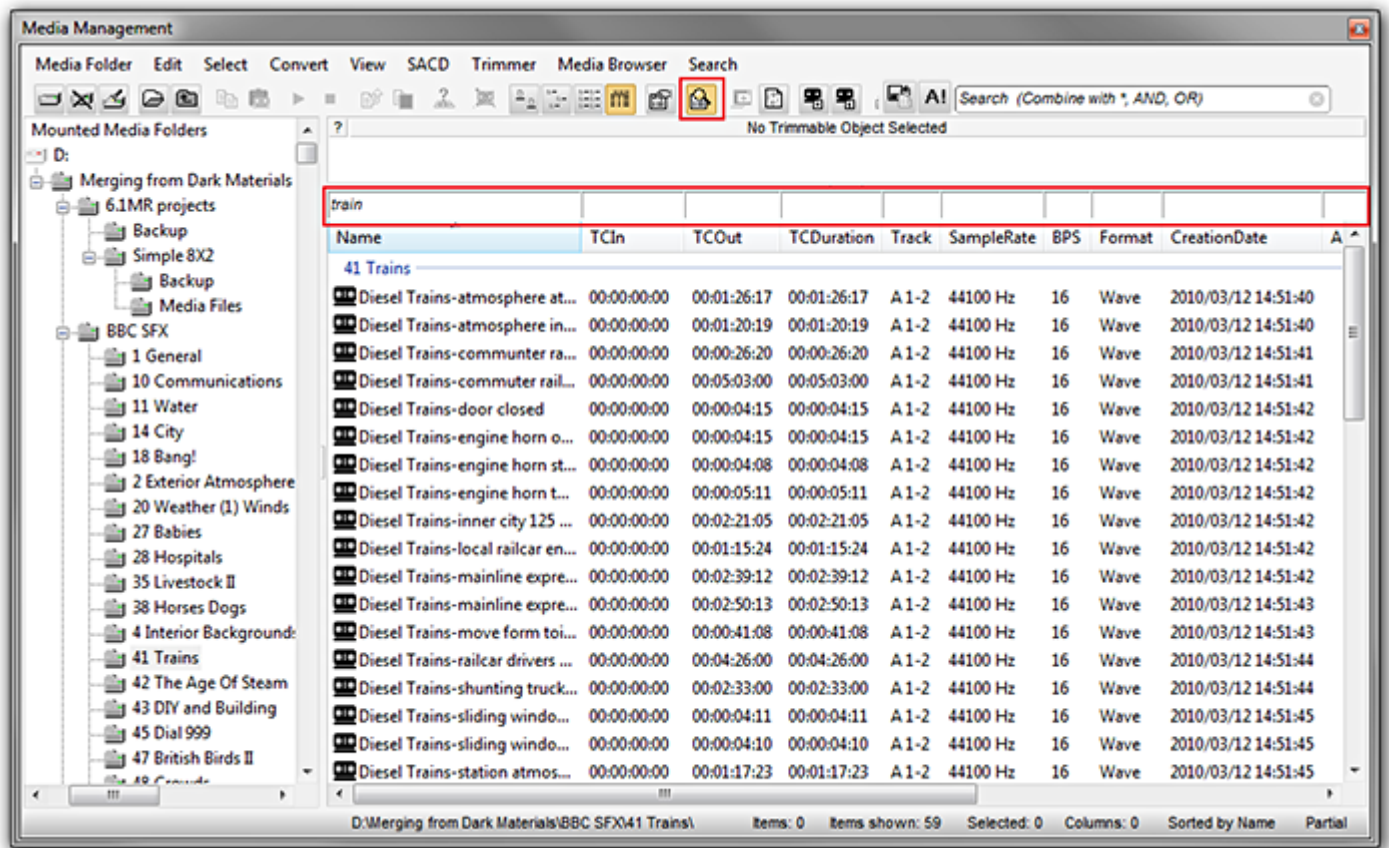 Media Management
Media Folder Edit Select Convert View SACD Trimmer Media Browser Search
A! Search (Combine with *, AND, OR)
Mounted Media Folders
D:
Merging from Dark Materials
6.1MR projects
Backup
Simple 8X2
Backup
Media Files
BBC SFX
1 General
10 Communications
11 Water
14 City
18 Bang!
2 Exterior Atmosphere
20 Weather (1) Winds
27 Babies
28 Hospitals
35 Livestock II
38 Horses Dogs
4 Interior Backgrounds
41 Trains
42 The Age Of Steam
43 DIY and Building
45 Dial 999
47 British Birds II
48 Crowds
? No Trimmable Object Selected
train
Name TCIn TCOut TCDuration Track SampleRate BPS Format CreationDate A
41 Trains
Diesel Trains-atmosphere at... 00:00:00:00 00:01:26:17 00:01:26:17 A 1-2 44100 Hz 16 Wave 2010/03/12 14:51:40
Diesel Trains-atmosphere in... 00:00:00:00 00:01:20:19 00:01:20:19 A 1-2 44100 Hz 16 Wave 2010/03/12 14:51:40
Diesel Trains-communter ra... 00:00:00:00 00:00:26:20 00:00:26:20 A 1-2 44100 Hz 16 Wave 2010/03/12 14:51:41
Diesel Trains-commuter rail... 00:00:00:00 00:05:03:00 00:05:03:00 A 1-2 44100 Hz 16 Wave 2010/03/12 14:51:41
Diesel Trains-door closed 00:00:00:00 00:00:04:15 00:00:04:15 A 1-2 44100 Hz 16 Wave 2010/03/12 14:51:42
Diesel Trains-engine horn o... 00:00:00:00 00:00:04:15 00:00:04:15 A 1-2 44100 Hz 16 Wave 2010/03/12 14:51:42
Diesel Trains-engine horn st... 00:00:00:00 00:00:04:08 00:00:04:08 A 1-2 44100 Hz 16 Wave 2010/03/12 14:51:42
Diesel Trains-engine horn t... 00:00:00:00 00:00:05:11 00:00:05:11 A 1-2 44100 Hz 16 Wave 2010/03/12 14:51:42
Diesel Trains-inner city 125 ... 00:00:00:00 00:02:21:05 00:02:21:05 A 1-2 44100 Hz 16 Wave 2010/03/12 14:51:42
Diesel Trains-local railcar en... 00:00:00:00 00:01:15:24 00:01:15:24 A 1-2 44100 Hz 16 Wave 2010/03/12 14:51:42
Diesel Trains-mainline expre... 00:00:00:00 00:02:39:12 00:02:39:12 A 1-2 44100 Hz 16 Wave 2010/03/12 14:51:42
Diesel Trains-mainline expre... 00:00:00:00 00:02:50:13 00:02:50:13 A 1-2 44100 Hz 16 Wave 2010/03/12 14:51:43
Diesel Trains-move form toi... 00:00:00:00 00:00:41:08 00:00:41:08 A 1-2 44100 Hz 16 Wave 2010/03/12 14:51:43
Diesel Trains-railcar drivers ... 00:00:00:00 00:04:26:00 00:04:26:00 A 1-2 44100 Hz 16 Wave 2010/03/12 14:51:44
Diesel Trains-shunting truck... 00:00:00:00 00:02:33:00 00:02:33:00 A 1-2 44100 Hz 16 Wave 2010/03/12 14:51:44
Diesel Trains-sliding windo... 00:00:00:00 00:00:04:11 00:00:04:11 A 1-2 44100 Hz 16 Wave 2010/03/12 14:51:45
Diesel Trains-sliding windo... 00:00:00:00 00:00:04:10 00:00:04:10 A 1-2 44100 Hz 16 Wave 2010/03/12 14:51:45
Diesel Trains-station atmos... 00:00:00:00 00:01:17:23 00:01:17:23 A 1-2 44100 Hz 16 Wave 2010/03/12 14:51:45
D:\Merging from Dark Materials\BBC SFX\41 Trains\ Items: 0 Items shown: 59 Selected: 0 Columns: 0 Sorted by Name Partial